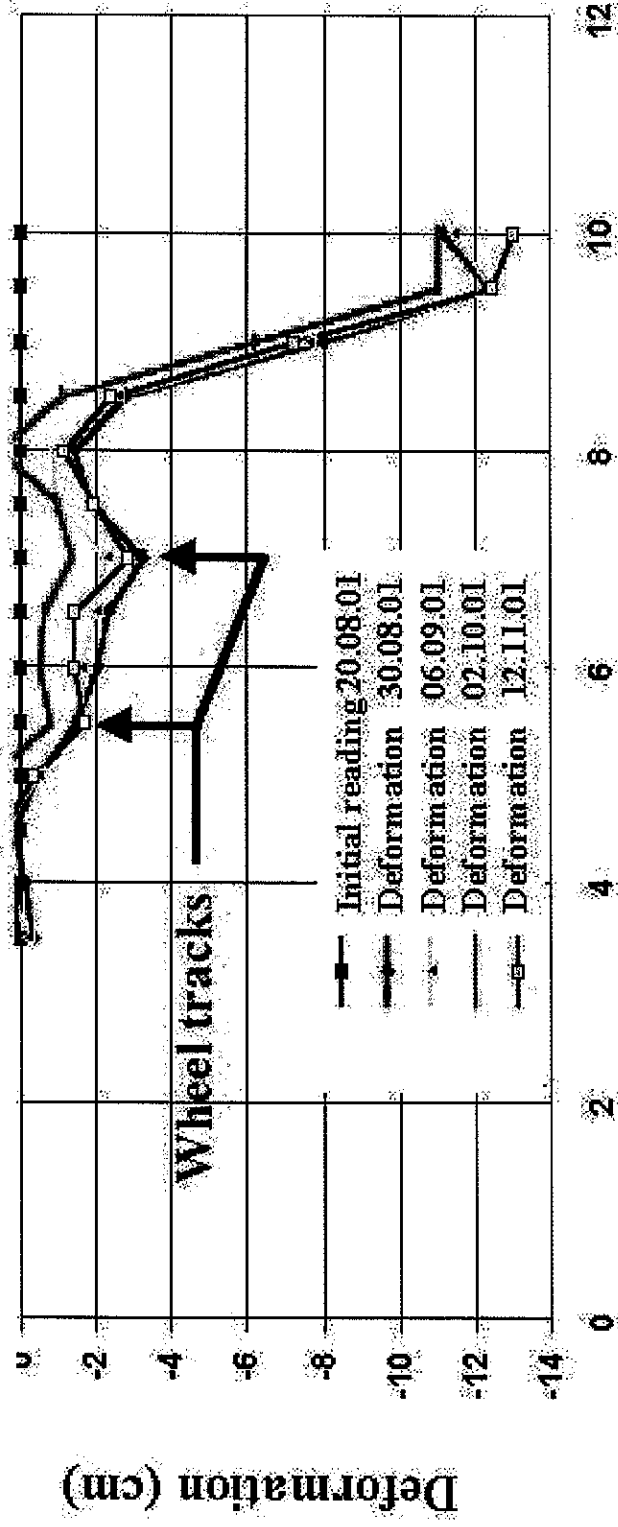 Deformation (cm)
0
-2
-4
-6
-8
-10
-12
-14
Wheel tracks
Initial reading 20.08.01
Deformation 30.08.01
Deformation 06.09.01
Deformation 02.10.01
Deformation 12.11.01
0
2
4
6
8
10
12